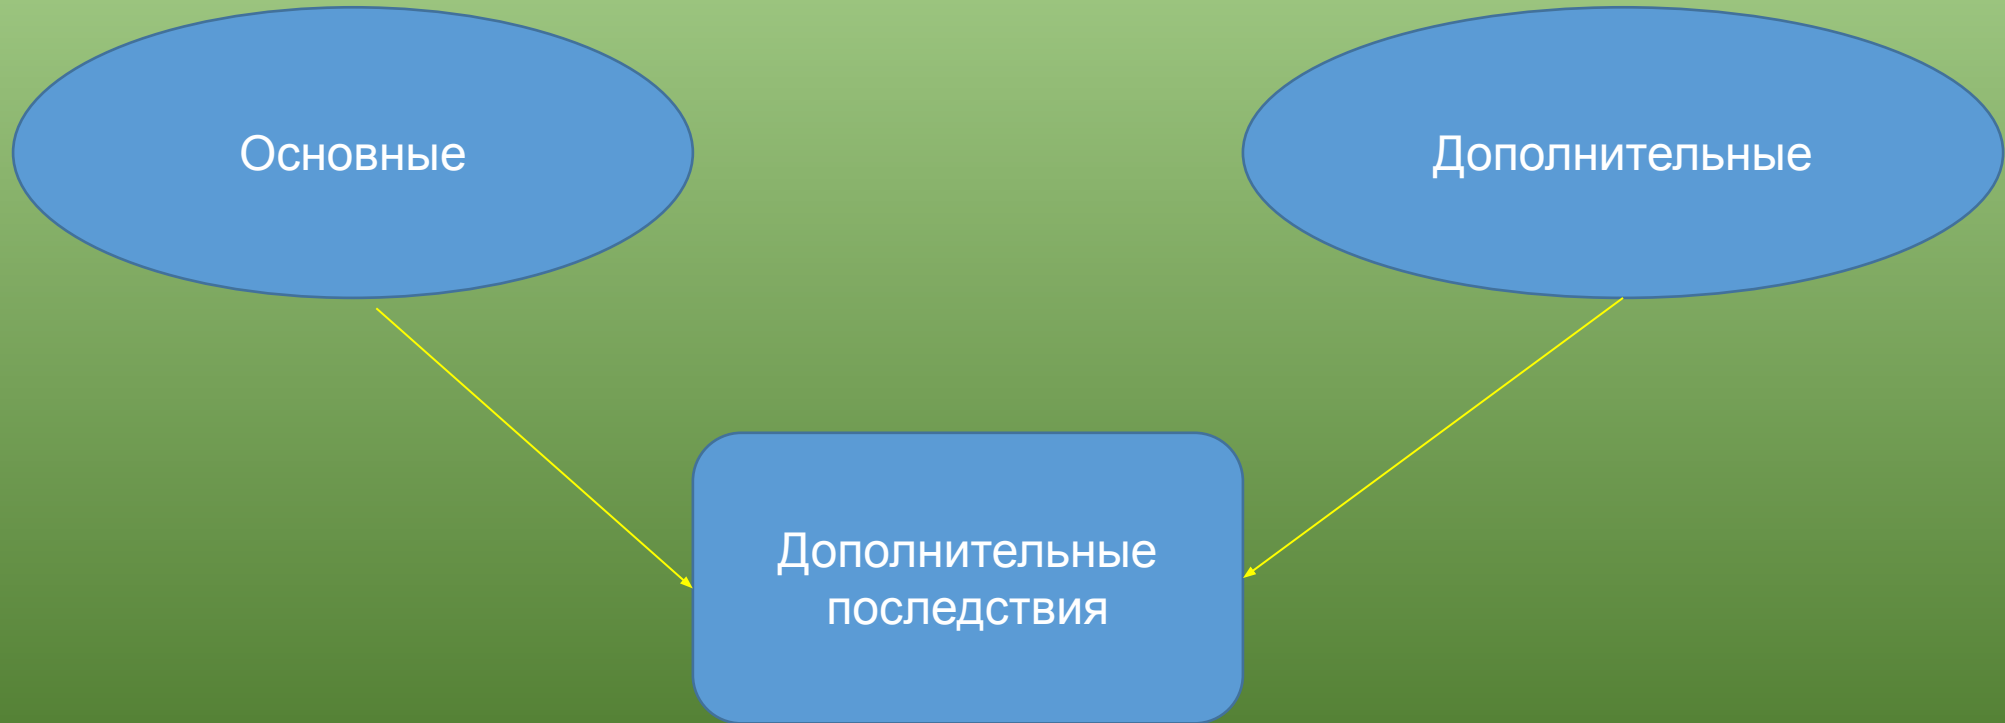 Основные
Дополнительные
Дополнительные
последствия